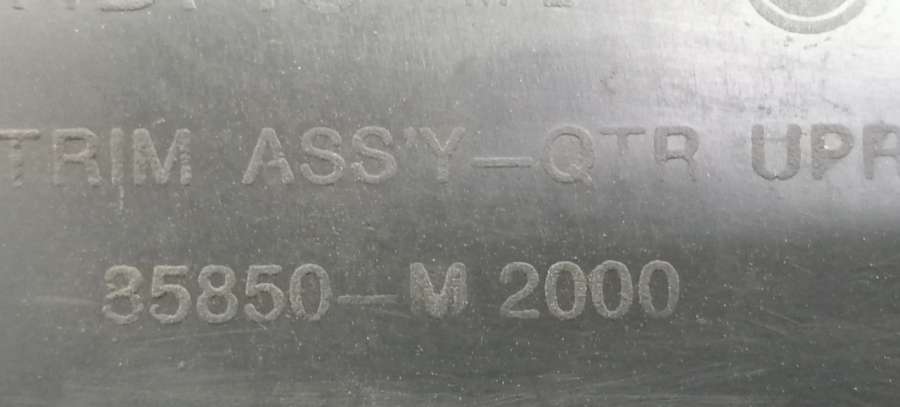 TRIM ASS'Y-QTR UPR
85850-M 2000